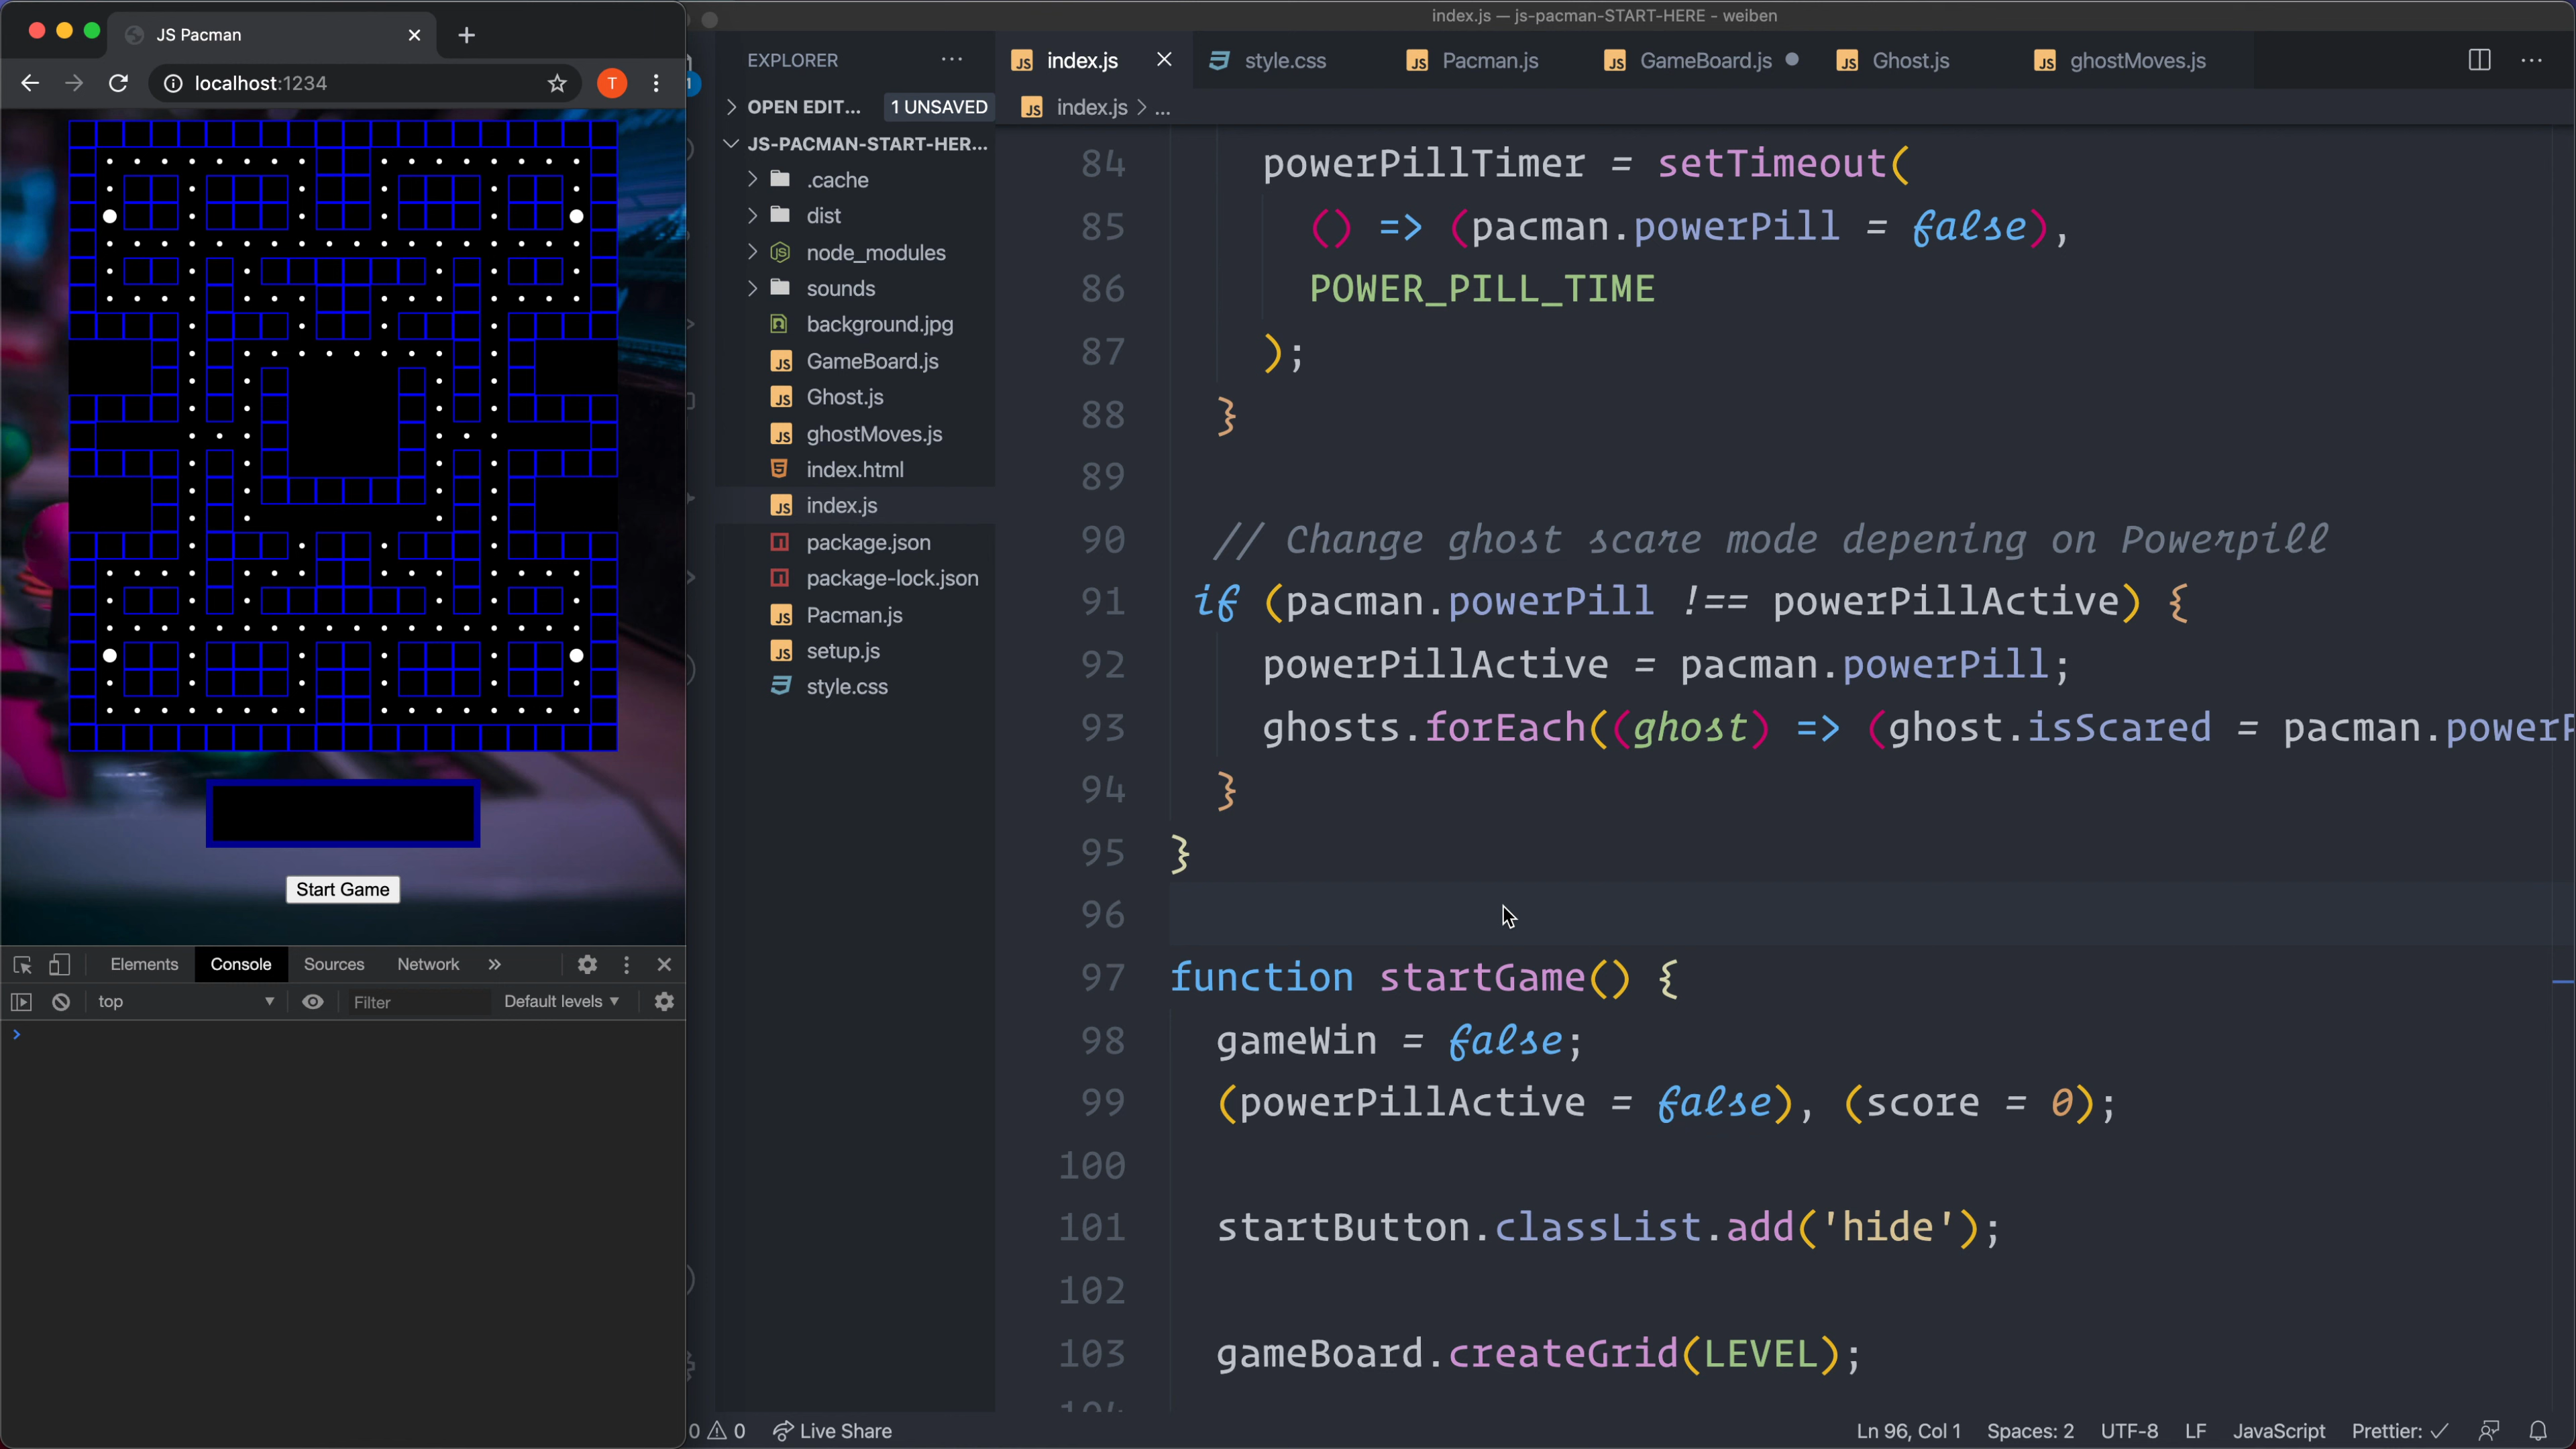 JS Pacman
localhost:1234
T
Start Game
Elements
Console
Sources
Network
top
Filter
Default levels
index.js — js-pacman-START-HERE - weiben
EXPLORER
OPEN EDIT...
1 UNSAVED
JS-PACMAN-START-HER...
.cache
dist
node_modules
sounds
background.jpg
GameBoard.js
Ghost.js
ghostMoves.js
index.html
index.js
package.json
package-lock.json
Pacman.js
setup.js
style.css
index.js
style.css
Pacman.js
GameBoard.js
Ghost.js
ghostMoves.js
index.js > ...
84 powerPillTimer = setTimeout(
85 () => (pacman.powerPill = false),
86 POWER_PILL_TIME
87 );
88 }
89
90 // Change ghost scare mode depening on Powerpill
91 if (pacman.powerPill !== powerPillActive) {
92 powerPillActive = pacman.powerPill;
93 ghosts.forEach((ghost) => (ghost.isScared = pacman.powerP
94 }
95 }
96
97 function startGame() {
98 gameWin = false;
99 (powerPillActive = false), (score = 0);
100
101 startButton.classList.add('hide');
102
103 gameBoard.createGrid(LEVEL);
0 0 Live Share
Ln 96, Col 1 Spaces: 2 UTF-8 LF JavaScript Prettier: ✓